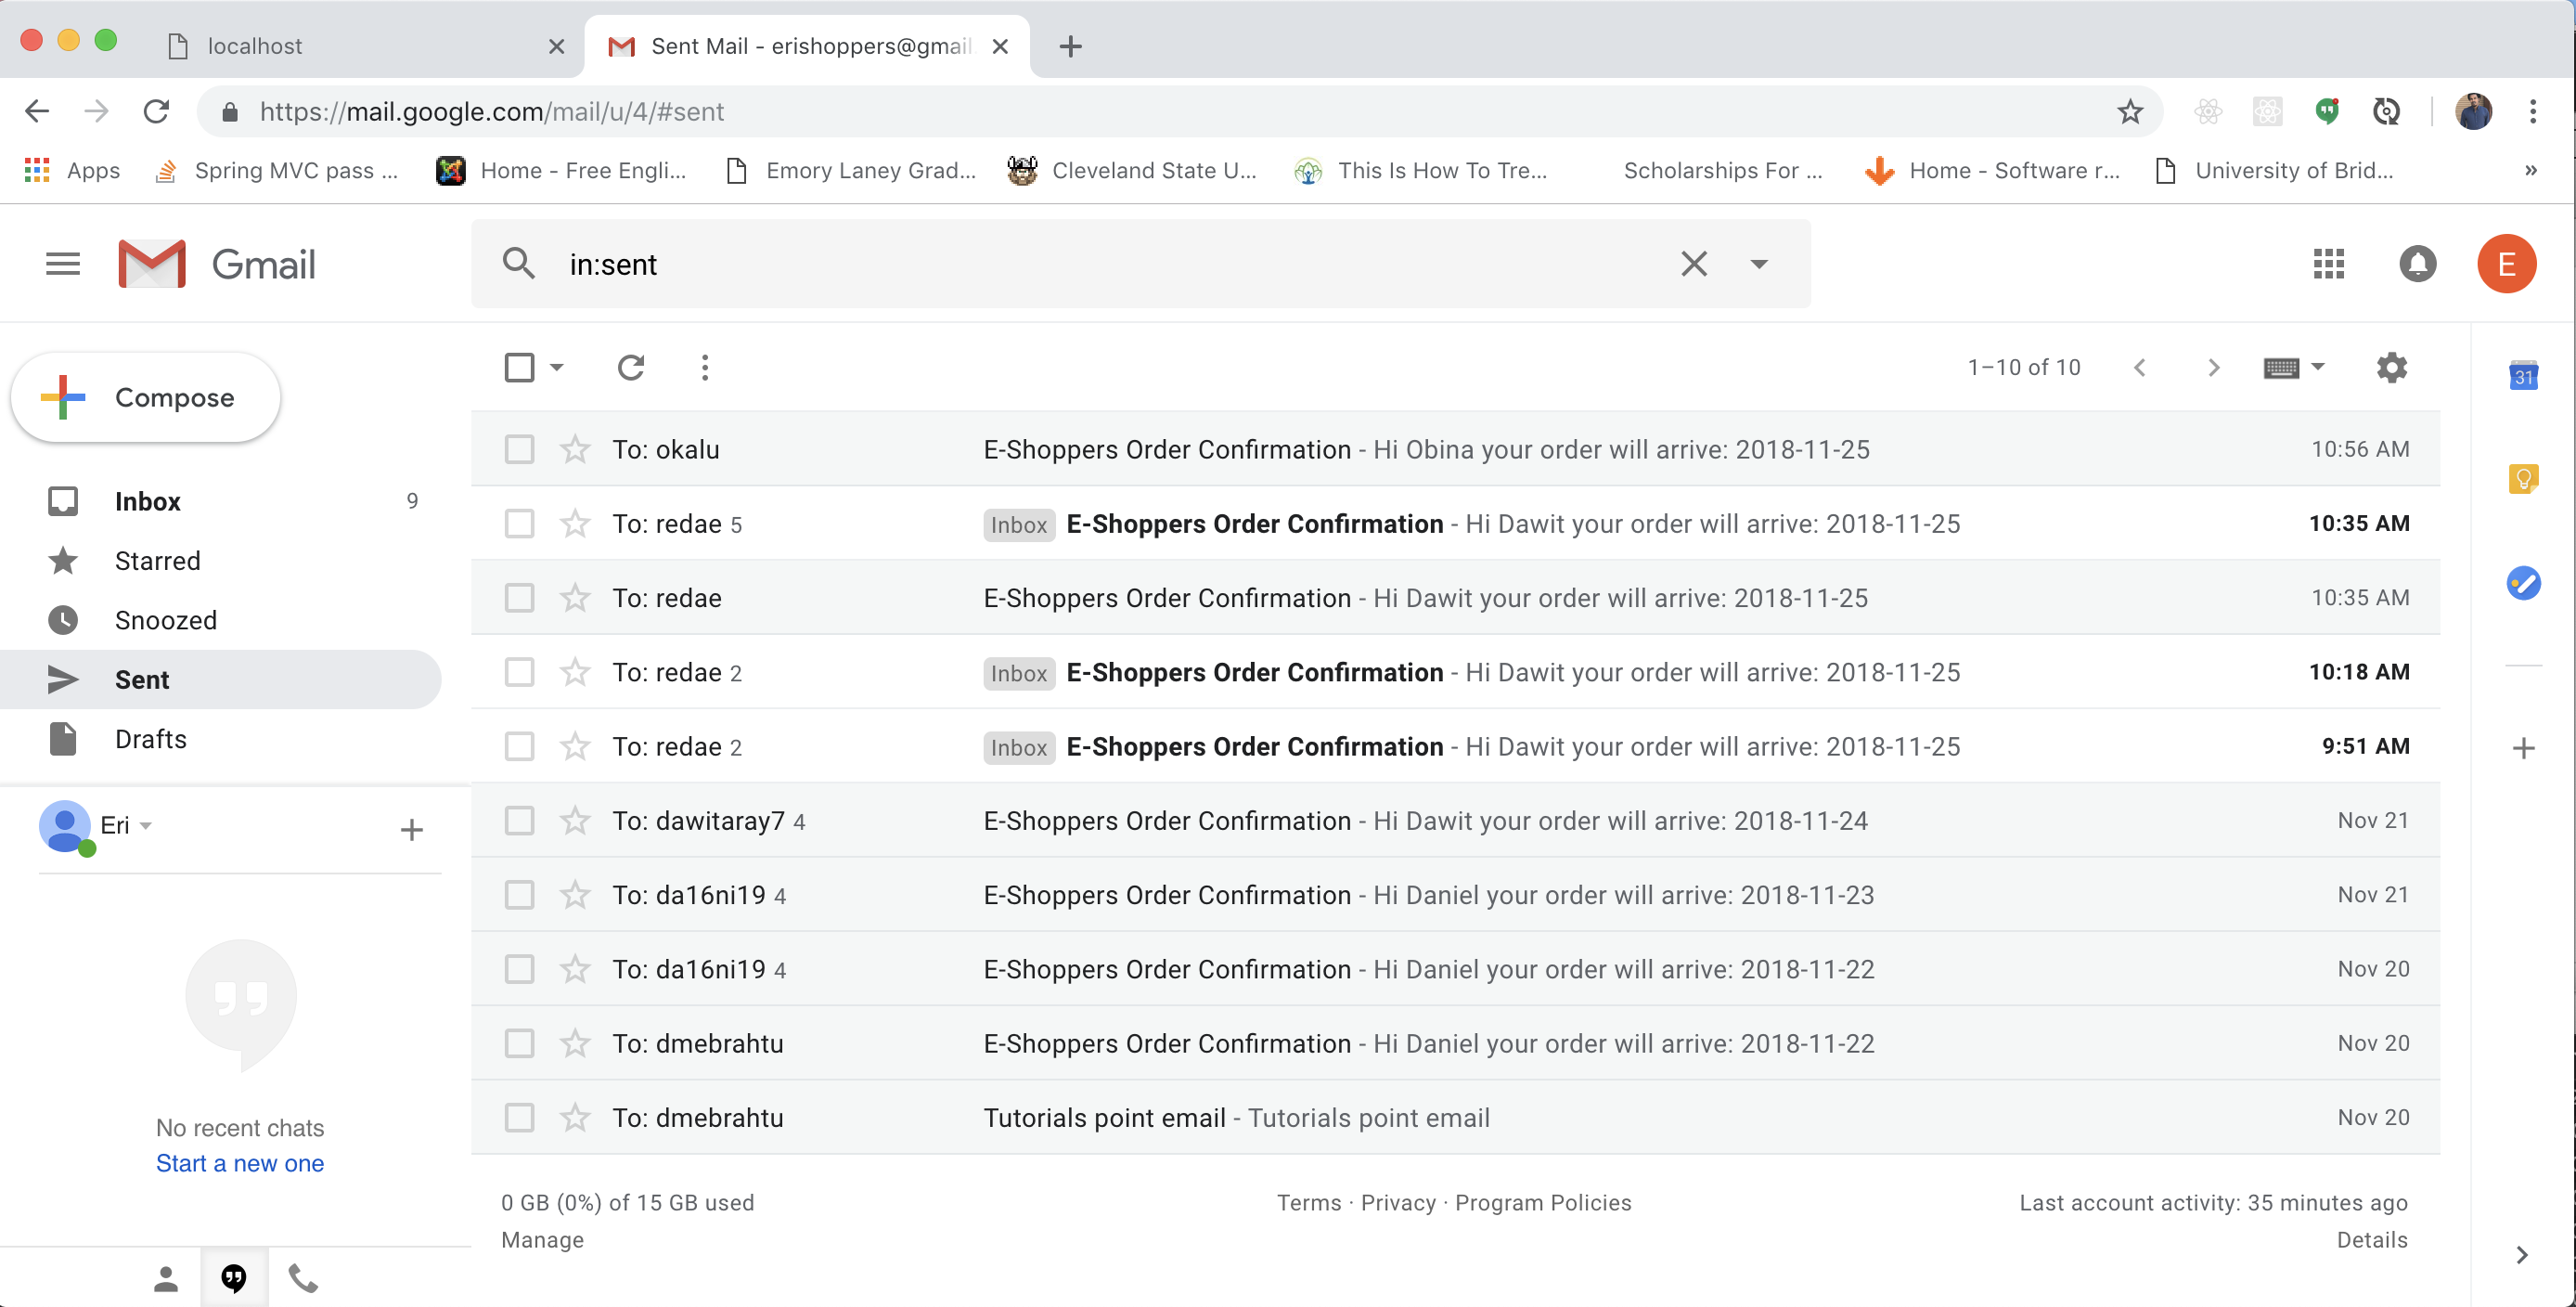 localhost
Sent Mail - erishoppers@gmail
https://mail.google.com/mail/u/4/#sent
Apps Spring MVC pass ... Home - Free Engli... Emory Laney Grad... Cleveland State U... This Is How To Tre... Scholarships For ... Home - Software r... University of Brid... »
Gmail
in:sent
E
Compose
1–10 of 10
31
Inbox 9
Starred
Snoozed
Sent
Drafts
To: okalu E-Shoppers Order Confirmation - Hi Obina your order will arrive: 2018-11-25 10:56 AM
To: redae 5 Inbox E-Shoppers Order Confirmation - Hi Dawit your order will arrive: 2018-11-25 10:35 AM
To: redae E-Shoppers Order Confirmation - Hi Dawit your order will arrive: 2018-11-25 10:35 AM
To: redae 2 Inbox E-Shoppers Order Confirmation - Hi Dawit your order will arrive: 2018-11-25 10:18 AM
To: redae 2 Inbox E-Shoppers Order Confirmation - Hi Dawit your order will arrive: 2018-11-25 9:51 AM
To: dawitaray7 4 E-Shoppers Order Confirmation - Hi Dawit your order will arrive: 2018-11-24 Nov 21
To: da16ni19 4 E-Shoppers Order Confirmation - Hi Daniel your order will arrive: 2018-11-23 Nov 21
To: da16ni19 4 E-Shoppers Order Confirmation - Hi Daniel your order will arrive: 2018-11-22 Nov 20
To: dmebrahtu E-Shoppers Order Confirmation - Hi Daniel your order will arrive: 2018-11-22 Nov 20
To: dmebrahtu Tutorials point email - Tutorials point email Nov 20
Eri
No recent chats
Start a new one
0 GB (0%) of 15 GB used
Manage
Terms · Privacy · Program Policies
Last account activity: 35 minutes ago
Details